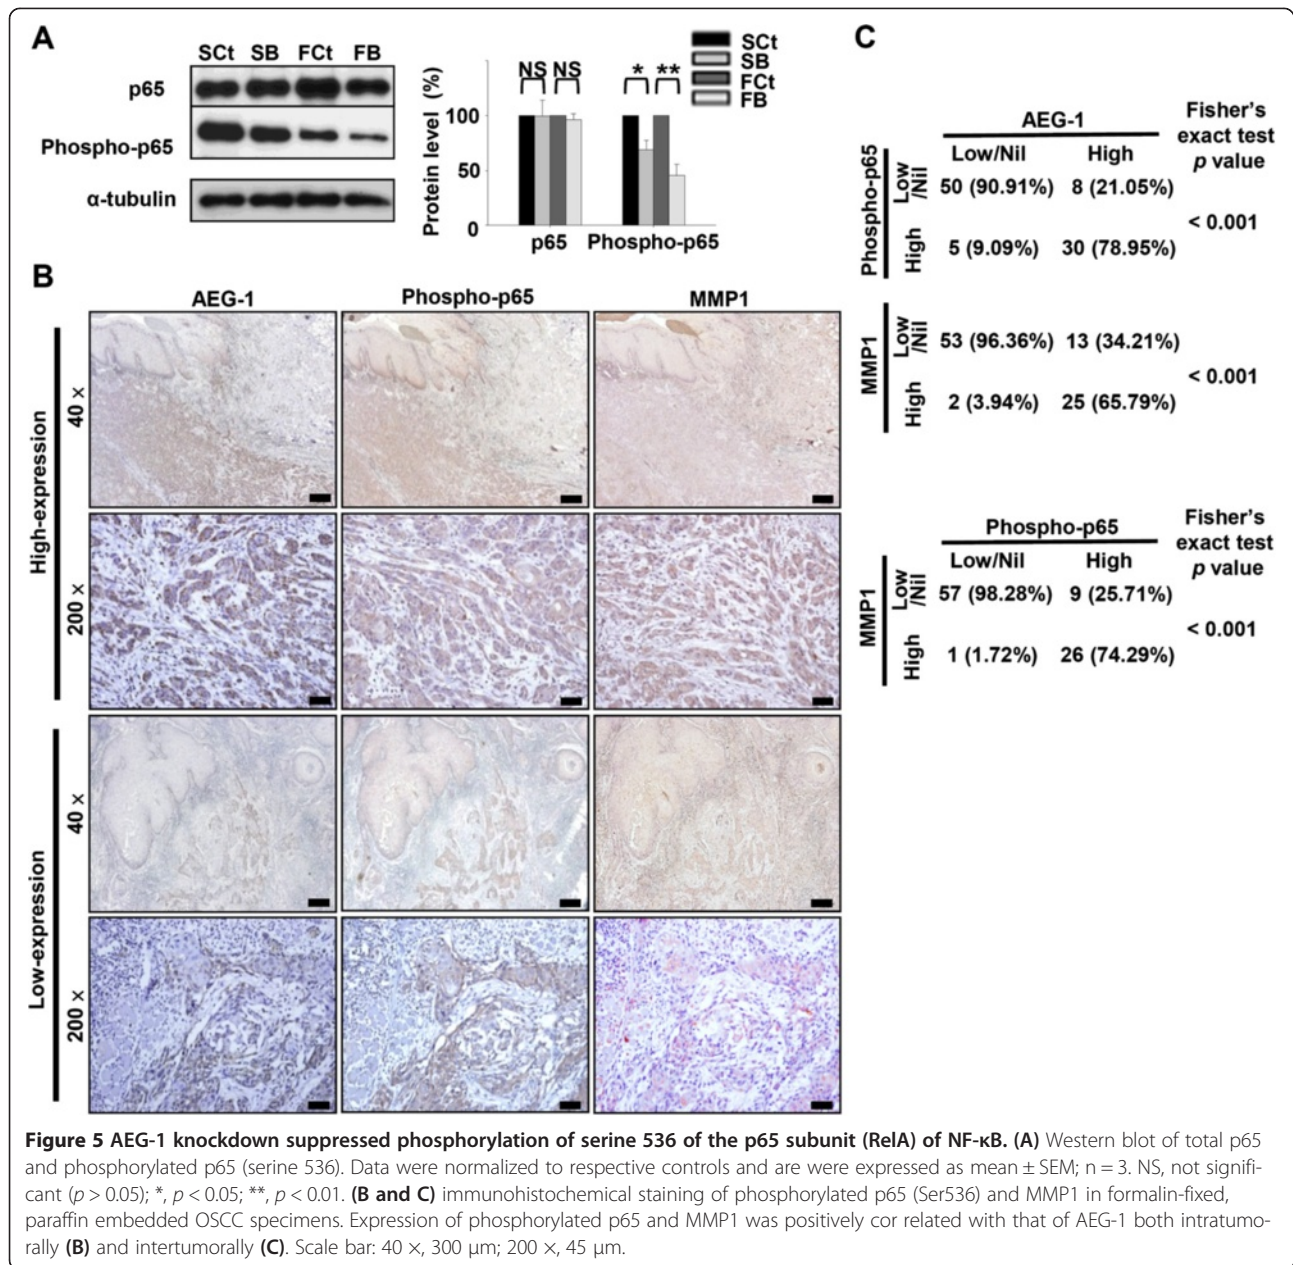 A
SCt SB FCt FB
p65
Phospho-p65
α-tubulin
Protein level (%)
100
50
0
NS NS * **
p65 Phospho-p65
SCt
SB
FCt
FB
B
AEG-1 Phospho-p65 MMP1
High-expression
40 ×
200 ×
Low-expression
40 ×
200 ×
C
AEG-1
Fisher's
exact test
p value
Low/Nil High
Phospho-p65
Low
/Nil
50 (90.91%) 8 (21.05%)
< 0.001
High
5 (9.09%) 30 (78.95%)
MMP1
Low
/Nil
53 (96.36%) 13 (34.21%)
< 0.001
High
2 (3.94%) 25 (65.79%)
Phospho-p65
Fisher's
exact test
p value
Low/Nil High
MMP1
Low
/Nil
57 (98.28%) 9 (25.71%)
< 0.001
High
1 (1.72%) 26 (74.29%)
Figure 5 AEG-1 knockdown suppressed phosphorylation of serine 536 of the p65 subunit (RelA) of NF-κB. (A) Western blot of total p65
and phosphorylated p65 (serine 536). Data were normalized to respective controls and are were expressed as mean ± SEM; n = 3. NS, not signifi-
cant (p > 0.05); *, p < 0.05; **, p < 0.01. (B and C) immunohistochemical staining of phosphorylated p65 (Ser536) and MMP1 in formalin-fixed,
paraffin embedded OSCC specimens. Expression of phosphorylated p65 and MMP1 was positively cor related with that of AEG-1 both intratumo-
rally (B) and intertumorally (C). Scale bar: 40 ×, 300 μm; 200 ×, 45 μm.